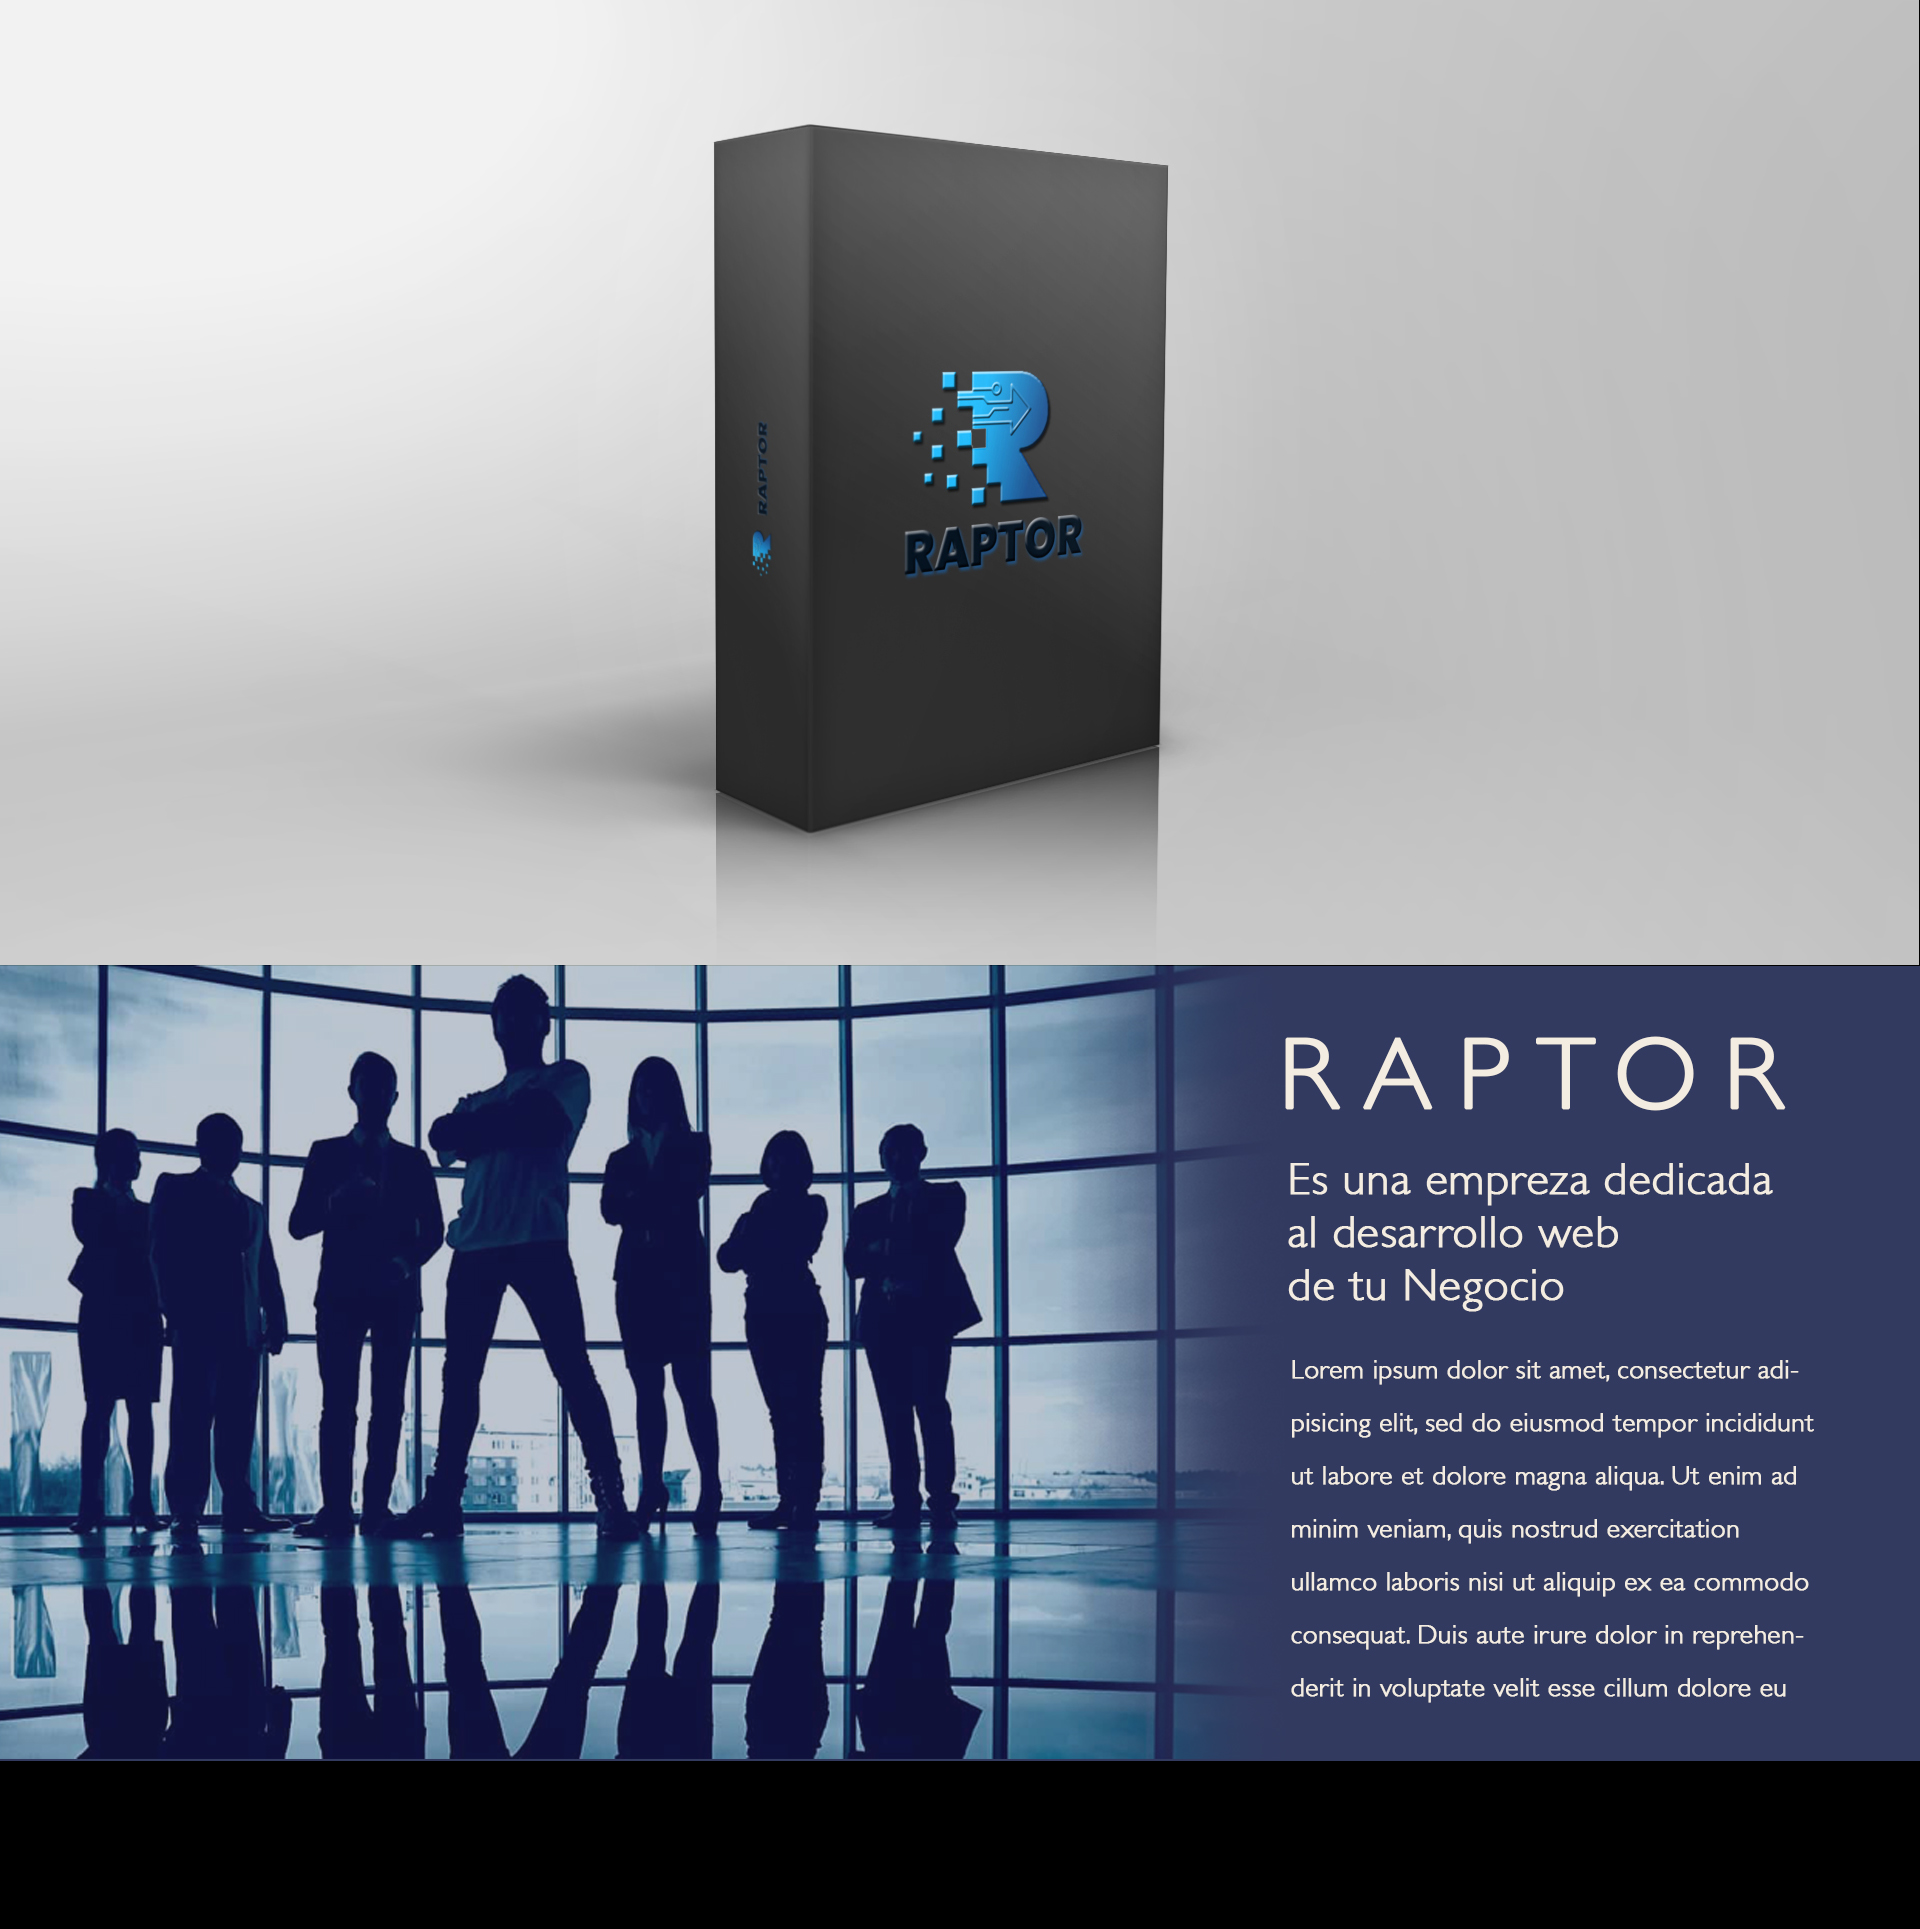 RAPTOR
RAPTOR
RAPTOR
Es una empreza dedicada
al desarrollo web
de tu Negocio
Lorem ipsum dolor sit amet, consectetur adi-
pisicing elit, sed do eiusmod tempor incididunt
ut labore et dolore magna aliqua. Ut enim ad
minim veniam, quis nostrud exercitation
ullamco laboris nisi ut aliquip ex ea commodo
consequat. Duis aute irure dolor in reprehen-
derit in voluptate velit esse cillum dolore eu